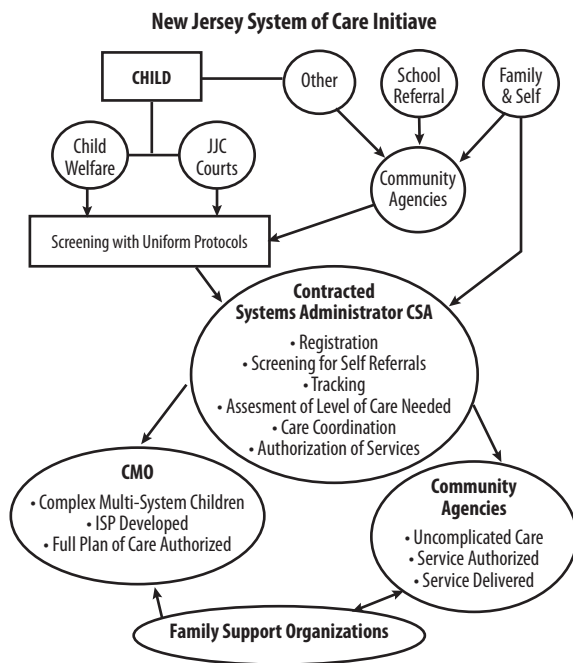 New Jersey System of Care Initiave
CHILD
Other
School
Referral
Family
& Self
Child
Welfare
JJC
Courts
Community
Agencies
Screening with Uniform Protocols
Contracted
Systems Administrator CSA
• Registration
• Screening for Self Referrals
• Tracking
• Assesment of Level of Care Needed
• Care Coordination
• Authorization of Services
CMO
• Complex Multi-System Children
• ISP Developed
• Full Plan of Care Authorized
Community
Agencies
• Uncomplicated Care
• Service Authorized
• Service Delivered
Family Support Organizations